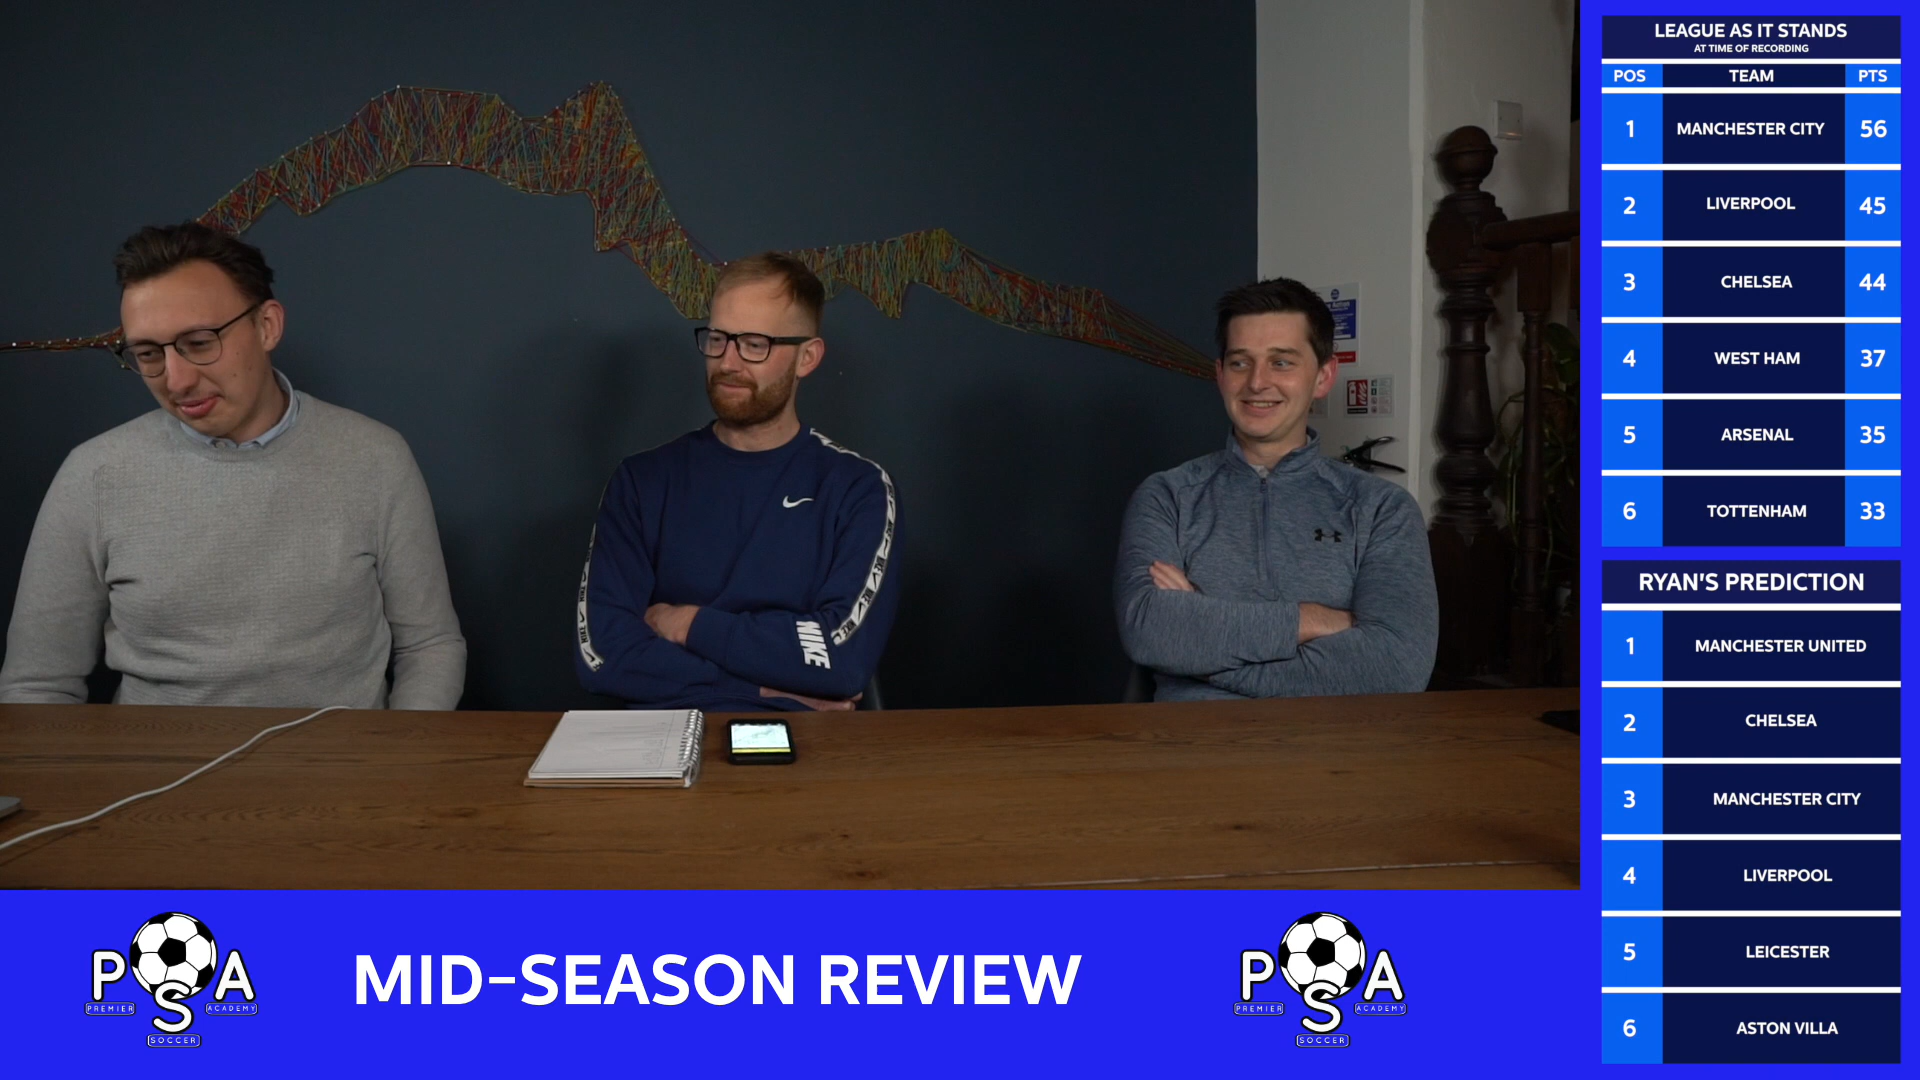 LEAGUE AS IT STANDS
AT TIME OF RECORDING
POS TEAM PTS
1 MANCHESTER CITY 56
2 LIVERPOOL 45
3 CHELSEA 44
4 WEST HAM 37
5 ARSENAL 35
6 TOTTENHAM 33
RYAN'S PREDICTION
1 MANCHESTER UNITED
2 CHELSEA
3 MANCHESTER CITY
4 LIVERPOOL
5 LEICESTER
6 ASTON VILLA
NIKE
MID-SEASON REVIEW
P S A
PREMIER ACADEMY
SOCCER
P S A
PREMIER ACADEMY
SOCCER